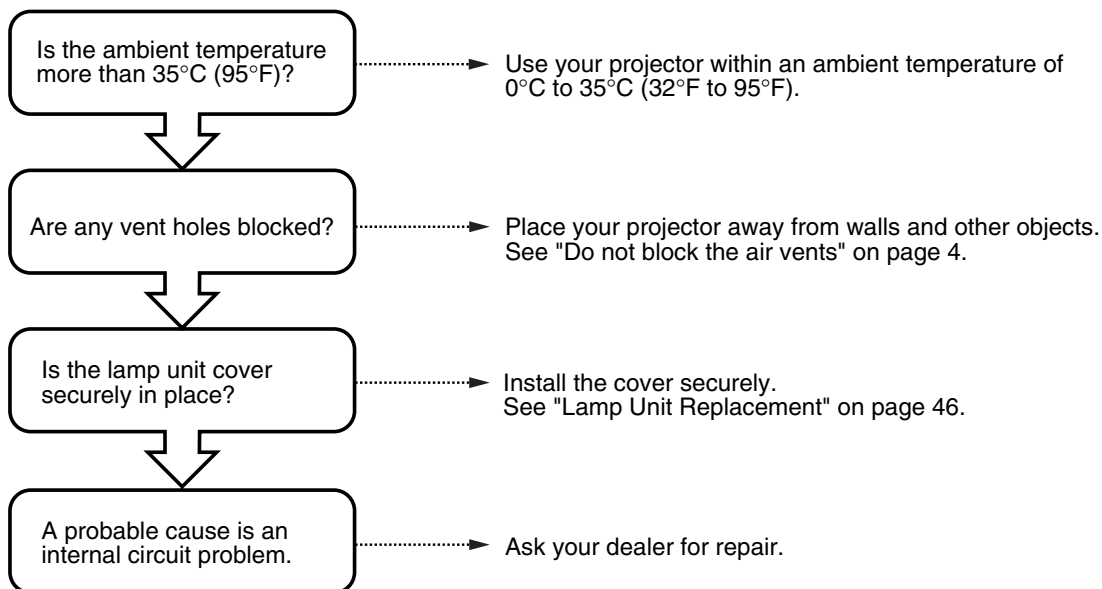 Is the ambient temperature
more than 35°C (95°F)?
Use your projector within an ambient temperature of
0°C to 35°C (32°F to 95°F).
Are any vent holes blocked?
Place your projector away from walls and other objects.
See "Do not block the air vents" on page 4.
Is the lamp unit cover
securely in place?
Install the cover securely.
See "Lamp Unit Replacement" on page 46.
A probable cause is an
internal circuit problem.
Ask your dealer for repair.